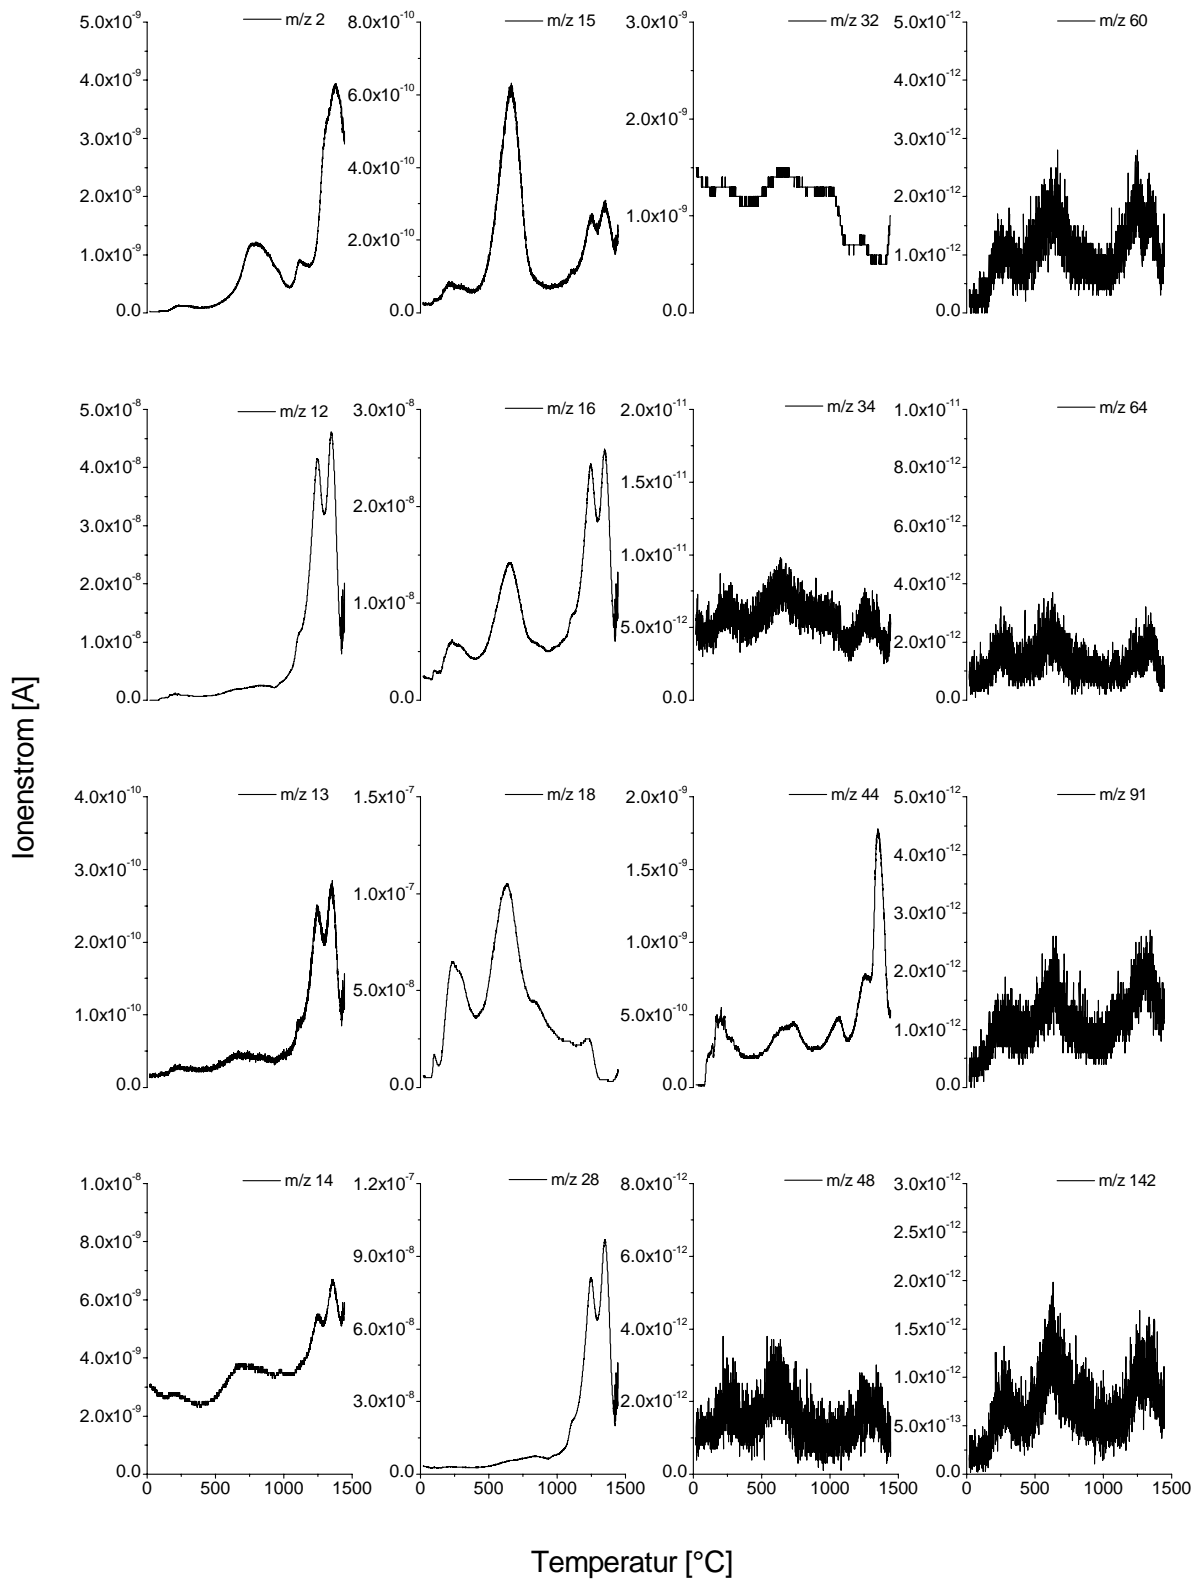 m/z 2
5.0x10⁻⁹
4.0x10⁻⁹
3.0x10⁻⁹
2.0x10⁻⁹
1.0x10⁻⁹
0.0
m/z 15
8.0x10⁻¹⁰
6.0x10⁻¹⁰
4.0x10⁻¹⁰
2.0x10⁻¹⁰
0.0
m/z 32
3.0x10⁻⁹
2.0x10⁻⁹
1.0x10⁻⁹
0.0
m/z 60
5.0x10⁻¹²
4.0x10⁻¹²
3.0x10⁻¹²
2.0x10⁻¹²
1.0x10⁻¹²
0.0
m/z 12
5.0x10⁻⁸
4.0x10⁻⁸
3.0x10⁻⁸
2.0x10⁻⁸
1.0x10⁻⁸
0.0
m/z 16
3.0x10⁻⁸
2.0x10⁻⁸
1.0x10⁻⁸
0.0
m/z 34
2.0x10⁻¹¹
1.5x10⁻¹¹
1.0x10⁻¹¹
5.0x10⁻¹²
0.0
m/z 64
1.0x10⁻¹¹
8.0x10⁻¹²
6.0x10⁻¹²
4.0x10⁻¹²
2.0x10⁻¹²
0.0
Ionenstrom [A]
m/z 13
4.0x10⁻¹⁰
3.0x10⁻¹⁰
2.0x10⁻¹⁰
1.0x10⁻¹⁰
0.0
m/z 18
1.5x10⁻⁷
1.0x10⁻⁷
5.0x10⁻⁸
0.0
m/z 44
2.0x10⁻⁹
1.5x10⁻⁹
1.0x10⁻⁹
5.0x10⁻¹⁰
0.0
m/z 91
5.0x10⁻¹²
4.0x10⁻¹²
3.0x10⁻¹²
2.0x10⁻¹²
1.0x10⁻¹²
0.0
m/z 14
1.0x10⁻⁸
8.0x10⁻⁹
6.0x10⁻⁹
4.0x10⁻⁹
2.0x10⁻⁹
0.0
0 500 1000 1500
m/z 28
1.2x10⁻⁷
9.0x10⁻⁸
6.0x10⁻⁸
3.0x10⁻⁸
0.0
0 500 1000 1500
m/z 48
8.0x10⁻¹²
6.0x10⁻¹²
4.0x10⁻¹²
2.0x10⁻¹²
0.0
0 500 1000 1500
m/z 142
3.0x10⁻¹²
2.5x10⁻¹²
2.0x10⁻¹²
1.5x10⁻¹²
1.0x10⁻¹²
5.0x10⁻¹³
0.0
0 500 1000 1500
Temperatur [°C]